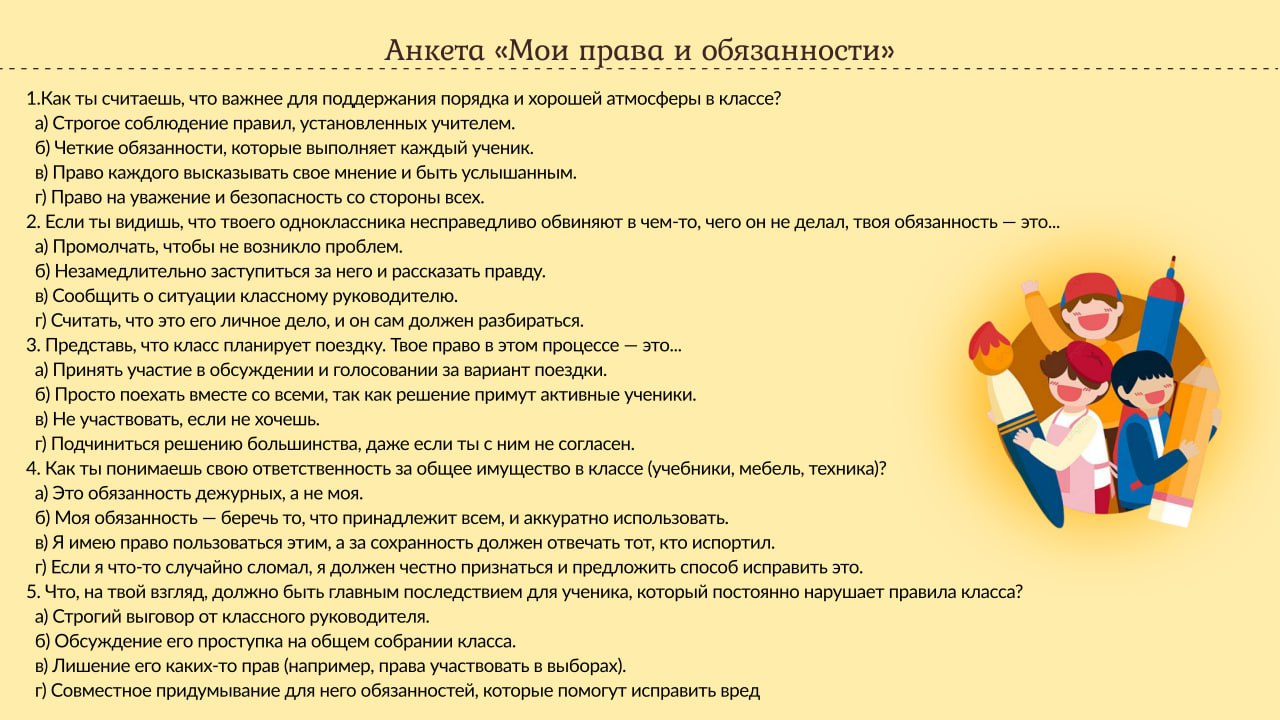 Анкета «Мои права и обязанности»
1.Как ты считаешь, что важнее для поддержания порядка и хорошей атмосферы в классе?
а) Строгое соблюдение правил, установленных учителем.
б) Четкие обязанности, которые выполняет каждый ученик.
в) Право каждого высказывать свое мнение и быть услышанным.
г) Право на уважение и безопасность со стороны всех.
2. Если ты видишь, что твоего одноклассника несправедливо обвиняют в чем-то, чего он не делал, твоя обязанность — это...
а) Промолчать, чтобы не возникло проблем.
б) Незамедлительно заступиться за него и рассказать правду.
в) Сообщить о ситуации классному руководителю.
г) Считать, что это его личное дело, и он сам должен разбираться.
3. Представь, что класс планирует поездку. Твое право в этом процессе — это...
а) Принять участие в обсуждении и голосовании за вариант поездки.
б) Просто поехать вместе со всеми, так как решение примут активные ученики.
в) Не участвовать, если не хочешь.
г) Подчиниться решению большинства, даже если ты с ним не согласен.
4. Как ты понимаешь свою ответственность за общее имущество в классе (учебники, мебель, техника)?
а) Это обязанность дежурных, а не моя.
б) Моя обязанность — беречь то, что принадлежит всем, и аккуратно использовать.
в) Я имею право пользоваться этим, а за сохранность должен отвечать тот, кто испортил.
г) Если я что-то случайно сломал, я должен честно признаться и предложить способ исправить это.
5. Что, на твой взгляд, должно быть главным последствием для ученика, который постоянно нарушает правила класса?
а) Строгий выговор от классного руководителя.
б) Обсуждение его проступка на общем собрании класса.
в) Лишение его каких-то прав (например, права участвовать в выборах).
г) Совместное придумывание для него обязанностей, которые помогут исправить вред